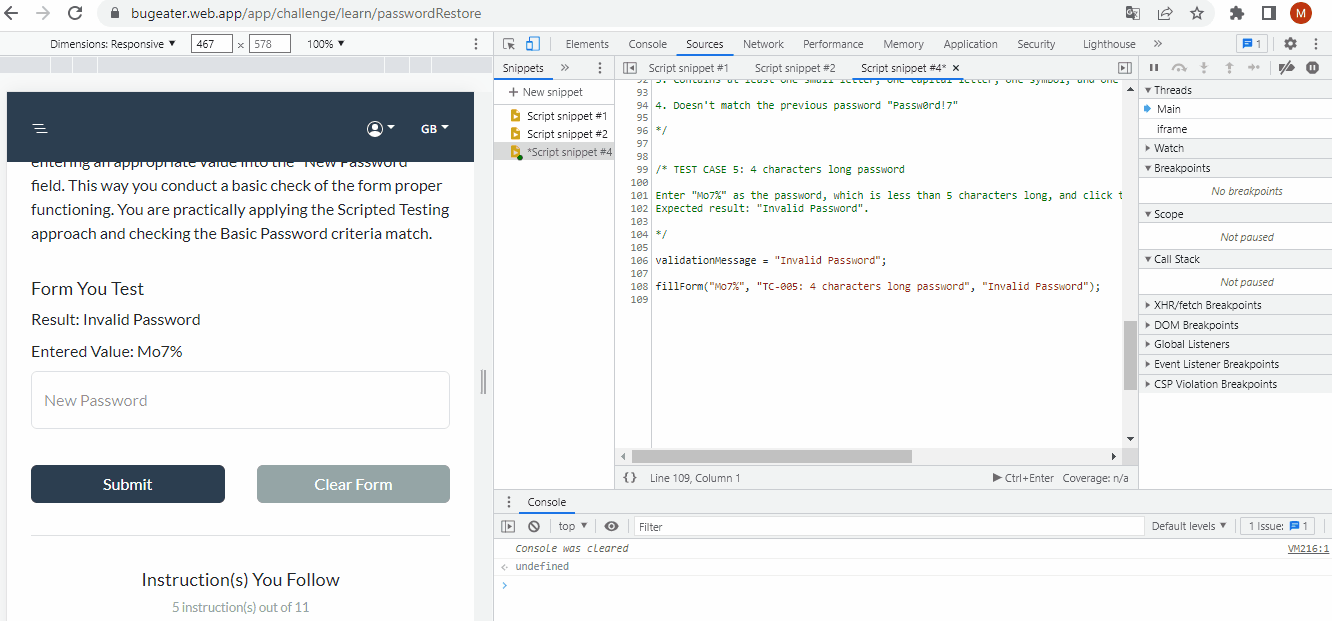 bugeater.web.app/app/challenge/learn/passwordRestore
M
Dimensions: Responsive ▼ 467 × 578 100% ▼
Elements Console Sources Network Performance Memory Application Security Lighthouse » 1
Snippets » Script snippet #1 Script snippet #2 Script snippet #4* ×
+ New snippet
Script snippet #1
Script snippet #2
*Script snippet #4
GB
entering an appropriate value into the "New Password"
field. This way you conduct a basic check of the form proper
functioning. You are practically applying the Scripted Testing
approach and checking the Basic Password criteria match.
Form You Test
Result: Invalid Password
Entered Value: Mo7%
New Password
Submit Clear Form
Instruction(s) You Follow
5 instruction(s) out of 11
92 3. Contains at least one small letter, one capital letter, one symbol, and one
93
94 4. Doesn't match the previous password "Passw0rd!7"
95
96 */
97
98
99 /* TEST CASE 5: 4 characters long password
100
101 Enter "Mo7%" as the password, which is less than 5 characters long, and click t
102 Expected result: "Invalid Password".
103
104 */
105
106 validationMessage = "Invalid Password";
107
108 fillForm("Mo7%", "TC-005: 4 characters long password", "Invalid Password");
109
{} Line 109, Column 1 Ctrl+Enter Coverage: n/a
Threads
Main
iframe
Watch
Breakpoints
No breakpoints
Scope
Not paused
Call Stack
Not paused
XHR/fetch Breakpoints
DOM Breakpoints
Global Listeners
Event Listener Breakpoints
CSP Violation Breakpoints
Console
top ▼ Filter Default levels ▼ 1 Issue: 1
Console was cleared VM216:1
undefined